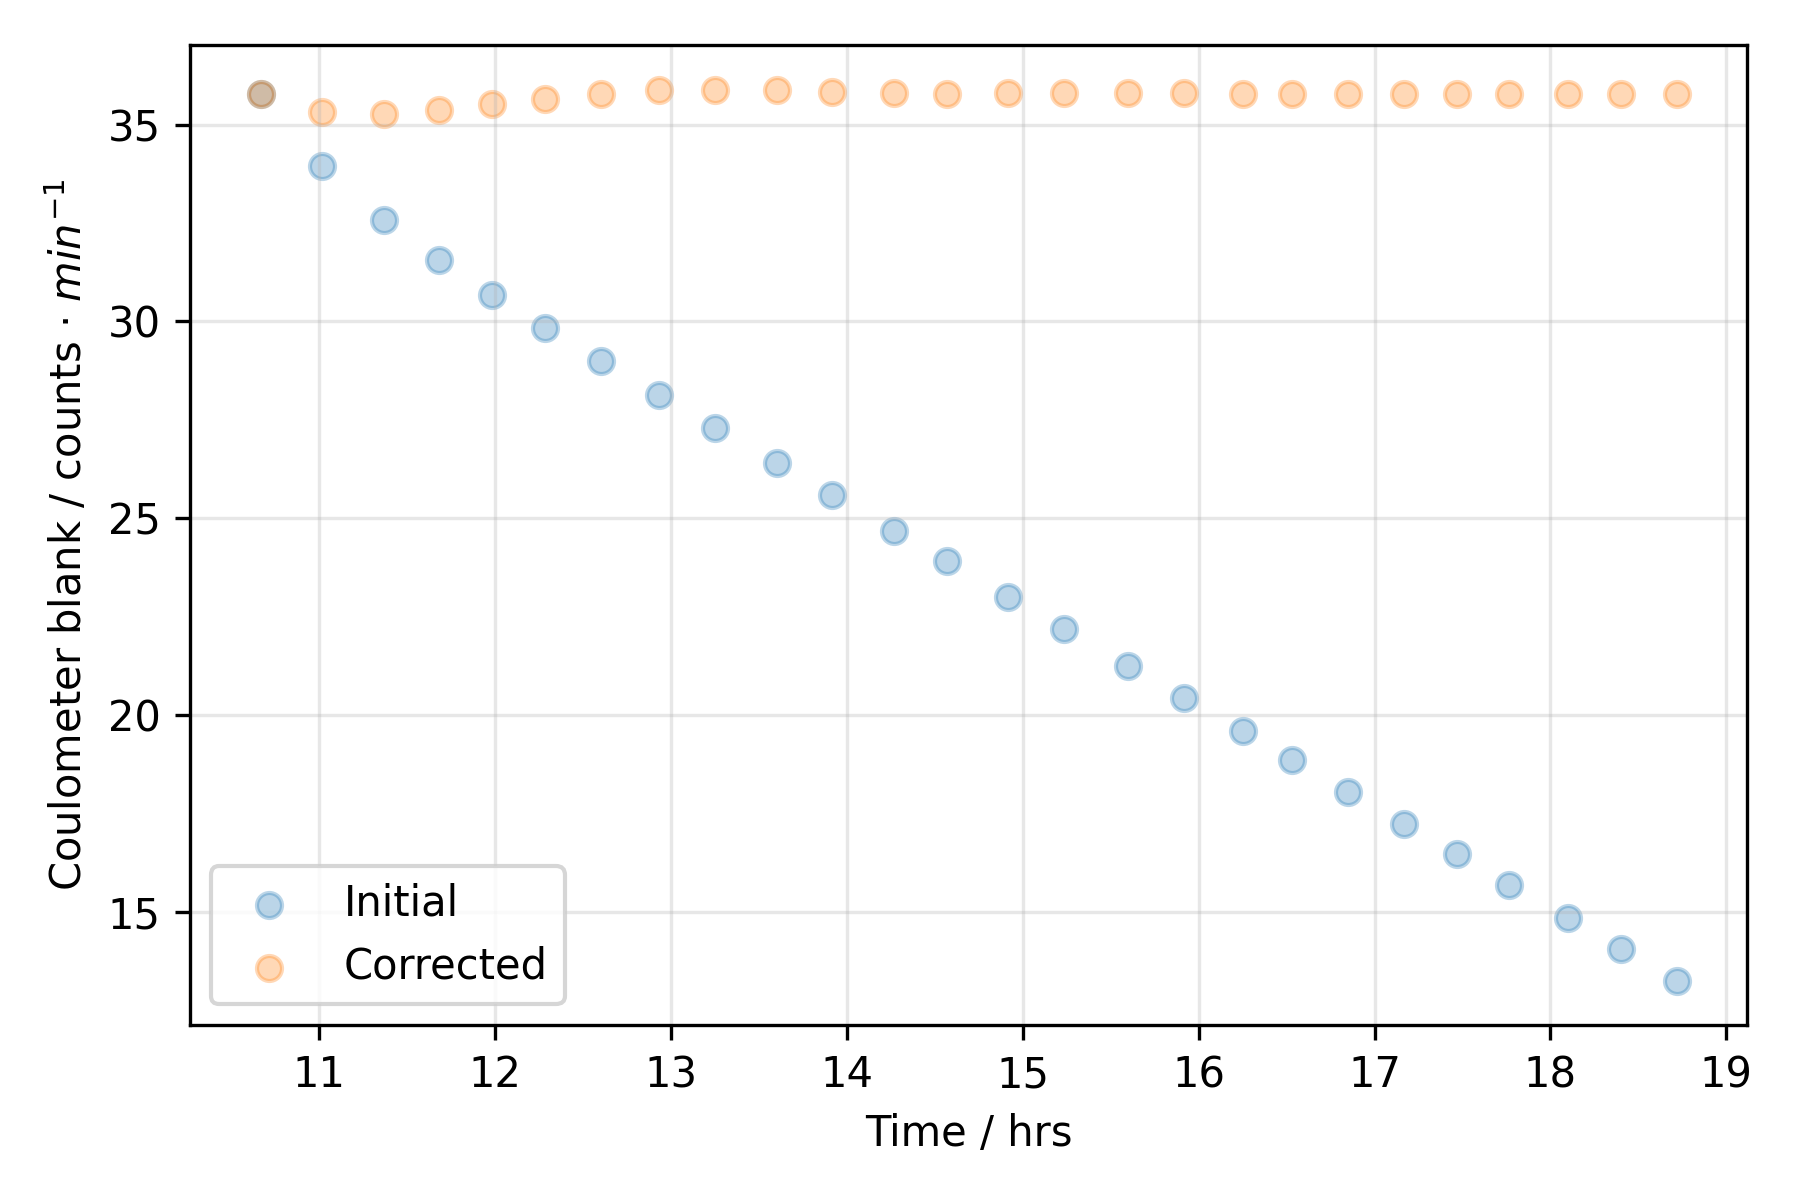 Coulometer blank / counts · min⁻¹
35
30
25
20
15
Initial
Corrected
11 12 13 14 15 16 17 18 19
Time / hrs